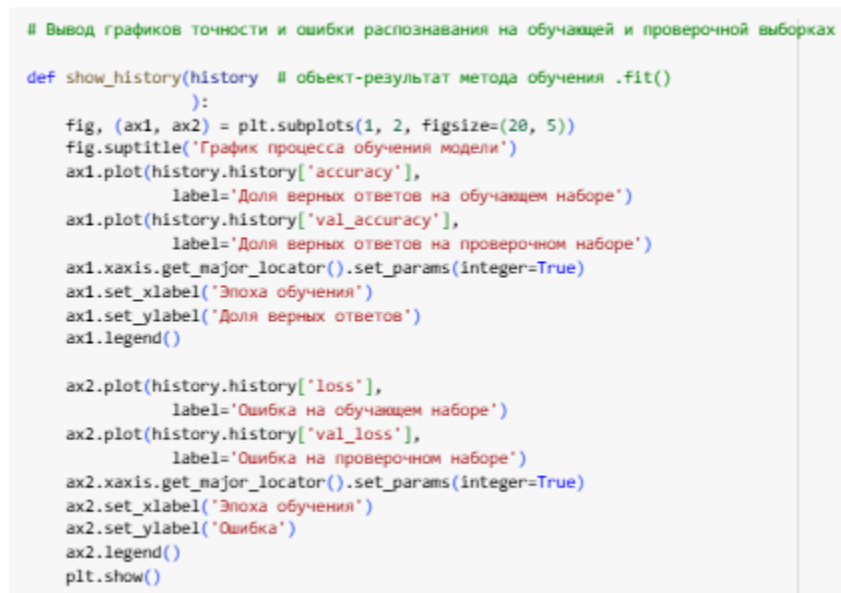 # Вывод графиков точности и ошибки распознавания на обучающей и проверочной выборках
def show_history(history  # объект-результат метода обучения .fit()
                 ):
    fig, (ax1, ax2) = plt.subplots(1, 2, figsize=(20, 5))
    fig.suptitle('График процесса обучения модели')
    ax1.plot(history.history['accuracy'],
               label='Доля верных ответов на обучающем наборе')
    ax1.plot(history.history['val_accuracy'],
               label='Доля верных ответов на проверочном наборе')
    ax1.xaxis.get_major_locator().set_params(integer=True)
    ax1.set_xlabel('Эпоха обучения')
    ax1.set_ylabel('Доля верных ответов')
    ax1.legend()

    ax2.plot(history.history['loss'],
               label='Ошибка на обучающем наборе')
    ax2.plot(history.history['val_loss'],
               label='Ошибка на проверочном наборе')
    ax2.xaxis.get_major_locator().set_params(integer=True)
    ax2.set_xlabel('Эпоха обучения')
    ax2.set_ylabel('Ошибка')
    ax2.legend()
    plt.show()